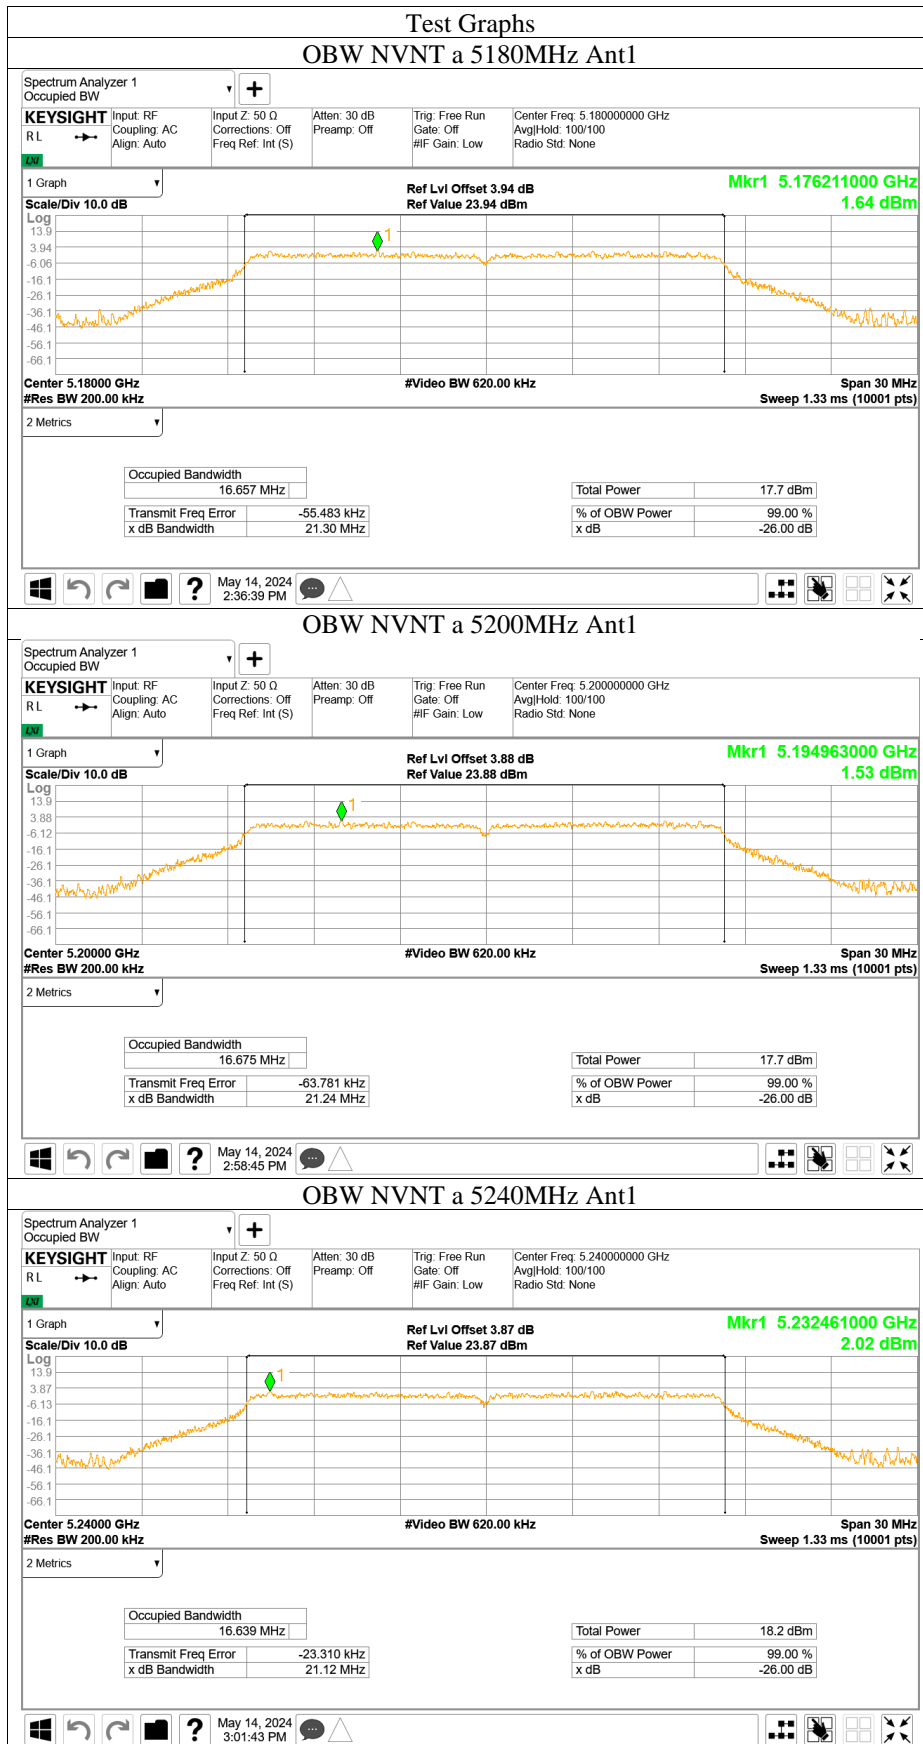 Test Graphs
OBW NVNT a 5180MHz Ant1
Spectrum Analyzer 1
Occupied BW
KEYSIGHT
R L
LXI
Input: RF
Coupling: AC
Align: Auto
Input Z: 50 Ω
Corrections: Off
Freq Ref: Int (S)
Atten: 30 dB
Preamp: Off
Trig: Free Run
Gate: Off
#IF Gain: Low
Center Freq: 5.180000000 GHz
Avg|Hold: 100/100
Radio Std: None
1 Graph
Scale/Div 10.0 dB
Ref Lvl Offset 3.94 dB
Ref Value 23.94 dBm
Mkr1 5.176211000 GHz
1.64 dBm
Log
13.9
3.94
-6.06
-16.1
-26.1
-36.1
-46.1
-56.1
-66.1
1
Center 5.18000 GHz
#Res BW 200.00 kHz
#Video BW 620.00 kHz
Span 30 MHz
Sweep 1.33 ms (10001 pts)
2 Metrics
Occupied Bandwidth
16.657 MHz
Total Power 17.7 dBm
Transmit Freq Error -55.483 kHz
% of OBW Power 99.00 %
x dB Bandwidth 21.30 MHz
x dB -26.00 dB
?
May 14, 2024
2:36:39 PM
OBW NVNT a 5200MHz Ant1
Spectrum Analyzer 1
Occupied BW
KEYSIGHT
R L
LXI
Input: RF
Coupling: AC
Align: Auto
Input Z: 50 Ω
Corrections: Off
Freq Ref: Int (S)
Atten: 30 dB
Preamp: Off
Trig: Free Run
Gate: Off
#IF Gain: Low
Center Freq: 5.200000000 GHz
Avg|Hold: 100/100
Radio Std: None
1 Graph
Scale/Div 10.0 dB
Ref Lvl Offset 3.88 dB
Ref Value 23.88 dBm
Mkr1 5.194963000 GHz
1.53 dBm
Log
13.9
3.88
-6.12
-16.1
-26.1
-36.1
-46.1
-56.1
-66.1
1
Center 5.20000 GHz
#Res BW 200.00 kHz
#Video BW 620.00 kHz
Span 30 MHz
Sweep 1.33 ms (10001 pts)
2 Metrics
Occupied Bandwidth
16.675 MHz
Total Power 17.7 dBm
Transmit Freq Error -63.781 kHz
% of OBW Power 99.00 %
x dB Bandwidth 21.24 MHz
x dB -26.00 dB
?
May 14, 2024
2:58:45 PM
OBW NVNT a 5240MHz Ant1
Spectrum Analyzer 1
Occupied BW
KEYSIGHT
R L
LXI
Input: RF
Coupling: AC
Align: Auto
Input Z: 50 Ω
Corrections: Off
Freq Ref: Int (S)
Atten: 30 dB
Preamp: Off
Trig: Free Run
Gate: Off
#IF Gain: Low
Center Freq: 5.240000000 GHz
Avg|Hold: 100/100
Radio Std: None
1 Graph
Scale/Div 10.0 dB
Ref Lvl Offset 3.87 dB
Ref Value 23.87 dBm
Mkr1 5.232461000 GHz
2.02 dBm
Log
13.9
3.87
-6.13
-16.1
-26.1
-36.1
-46.1
-56.1
-66.1
1
Center 5.24000 GHz
#Res BW 200.00 kHz
#Video BW 620.00 kHz
Span 30 MHz
Sweep 1.33 ms (10001 pts)
2 Metrics
Occupied Bandwidth
16.639 MHz
Total Power 18.2 dBm
Transmit Freq Error -23.310 kHz
% of OBW Power 99.00 %
x dB Bandwidth 21.12 MHz
x dB -26.00 dB
?
May 14, 2024
3:01:43 PM